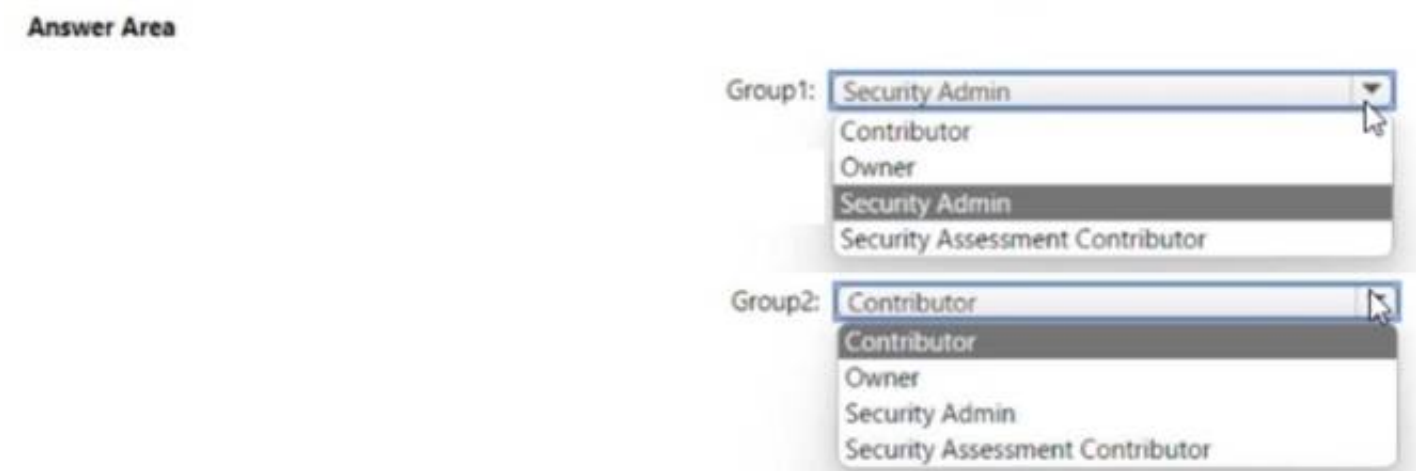 Answer Area
Group1: Security Admin
Contributor
Owner
Security Admin
Security Assessment Contributor
Group2: Contributor
Contributor
Owner
Security Admin
Security Assessment Contributor